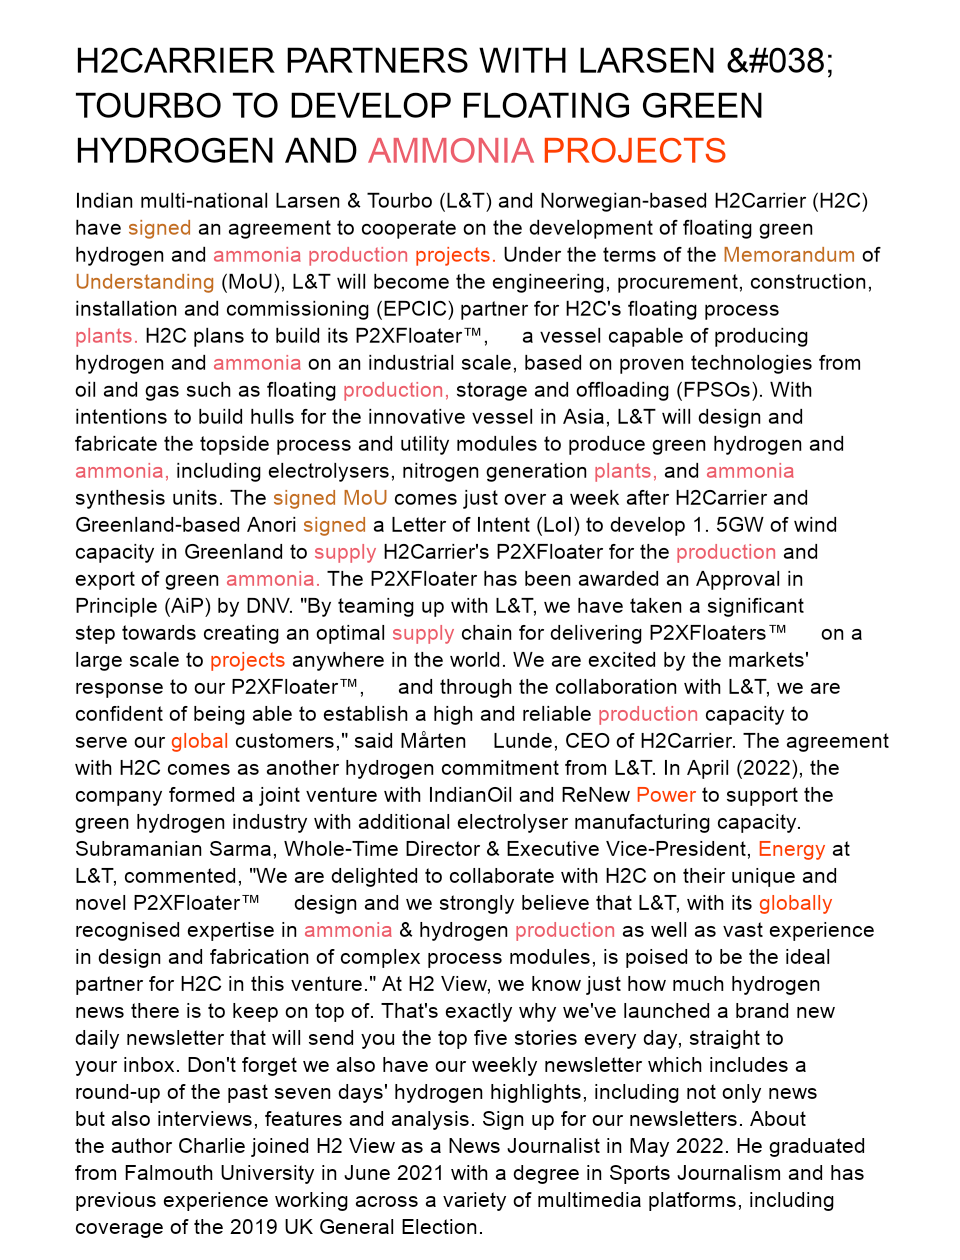 H2CARRIER PARTNERS WITH LARSEN &#038;
TOURBO TO DEVELOP FLOATING GREEN
HYDROGEN AND AMMONIA PROJECTS
Indian multi-national Larsen & Tourbo (L&T) and Norwegian-based H2Carrier (H2C)
have signed an agreement to cooperate on the development of floating green
hydrogen and ammonia production projects. Under the terms of the Memorandum of
Understanding (MoU), L&T will become the engineering, procurement, construction,
installation and commissioning (EPCIC) partner for H2C's floating process
plants. H2C plans to build its P2XFloater™, a vessel capable of producing
hydrogen and ammonia on an industrial scale, based on proven technologies from
oil and gas such as floating production, storage and offloading (FPSOs). With
intentions to build hulls for the innovative vessel in Asia, L&T will design and
fabricate the topside process and utility modules to produce green hydrogen and
ammonia, including electrolysers, nitrogen generation plants, and ammonia
synthesis units. The signed MoU comes just over a week after H2Carrier and
Greenland-based Anori signed a Letter of Intent (LoI) to develop 1. 5GW of wind
capacity in Greenland to supply H2Carrier's P2XFloater for the production and
export of green ammonia. The P2XFloater has been awarded an Approval in
Principle (AiP) by DNV. "By teaming up with L&T, we have taken a significant
step towards creating an optimal supply chain for delivering P2XFloaters™ on a
large scale to projects anywhere in the world. We are excited by the markets'
response to our P2XFloater™, and through the collaboration with L&T, we are
confident of being able to establish a high and reliable production capacity to
serve our global customers," said Mårten Lunde, CEO of H2Carrier. The agreement
with H2C comes as another hydrogen commitment from L&T. In April (2022), the
company formed a joint venture with IndianOil and ReNew Power to support the
green hydrogen industry with additional electrolyser manufacturing capacity.
Subramanian Sarma, Whole-Time Director & Executive Vice-President, Energy at
L&T, commented, "We are delighted to collaborate with H2C on their unique and
novel P2XFloater™ design and we strongly believe that L&T, with its globally
recognised expertise in ammonia & hydrogen production as well as vast experience
in design and fabrication of complex process modules, is poised to be the ideal
partner for H2C in this venture." At H2 View, we know just how much hydrogen
news there is to keep on top of. That's exactly why we've launched a brand new
daily newsletter that will send you the top five stories every day, straight to
your inbox. Don't forget we also have our weekly newsletter which includes a
round-up of the past seven days' hydrogen highlights, including not only news
but also interviews, features and analysis. Sign up for our newsletters. About
the author Charlie joined H2 View as a News Journalist in May 2022. He graduated
from Falmouth University in June 2021 with a degree in Sports Journalism and has
previous experience working across a variety of multimedia platforms, including
coverage of the 2019 UK General Election.